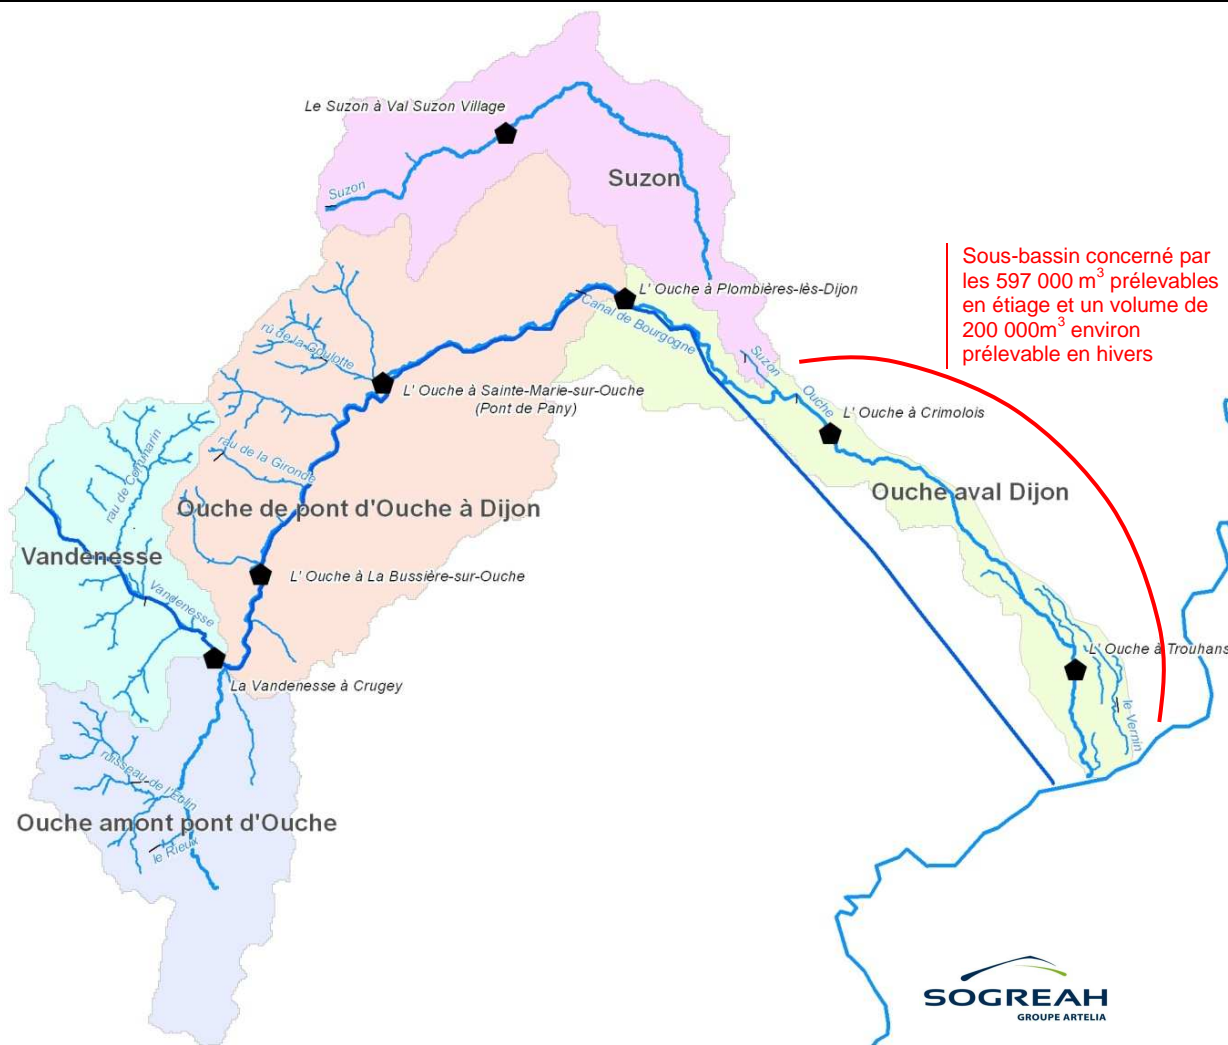 Le Suzon à Val Suzon Village
Suzon
Suzon
Sous-bassin concerné par
les 597 000 m³ prélevables
en étiage et un volume de
200 000m³ environ
prélevable en hivers
L' Ouche à Plombières-lès-Dijon
Canal de Bourgogne
rû de la Goulotte
Suzon
Ouche
L' Ouche à Sainte-Marie-sur-Ouche
(Pont de Pany)
L' Ouche à Crimolois
rau de la Gironde
Ouche aval Dijon
Ouche de pont d'Ouche à Dijon
rau de
Vandenesse
L' Ouche à La Bussière-sur-Ouche
Vandenesse
L' Ouche à Trouhans
La Vandenesse à Crugey
le Vernin
ruisseau de l'Eolin
Ouche amont pont d'Ouche
le Rieux
SOGREAH
GROUPE ARTELIA